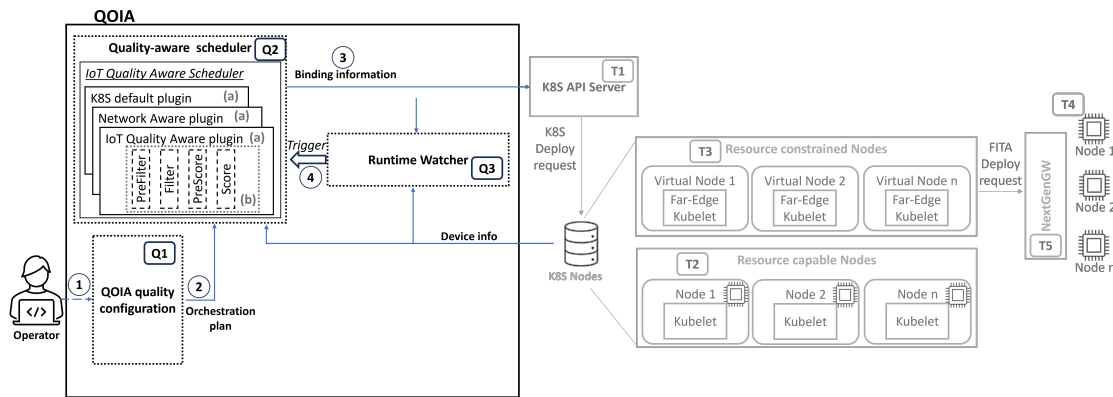 QOIA
Quality-aware scheduler
Q2
IoT Quality Aware Scheduler
K8S default plugin
(a)
Network Aware plugin
(a)
IoT Quality Aware plugin
(a)
PreFilter
Filter
PreScore
Score
(b)
3
Binding information
Trigger
4
Runtime Watcher
Q3
Q1
QOIA quality
configuration
1
2
Operator
Orchestration
plan
Device info
T1
K8S API Server
K8S
Deploy
request
K8S Nodes
T3
Resource constrained Nodes
Virtual Node 1
Far-Edge
Kubelet
Virtual Node 2
Far-Edge
Kubelet
Virtual Node n
Far-Edge
Kubelet
T2
Resource capable Nodes
Node 1
Kubelet
Node 2
Kubelet
Node n
Kubelet
FITA
Deploy
request
NextGenGW
T5
T4
Node 1
Node 2
Node n